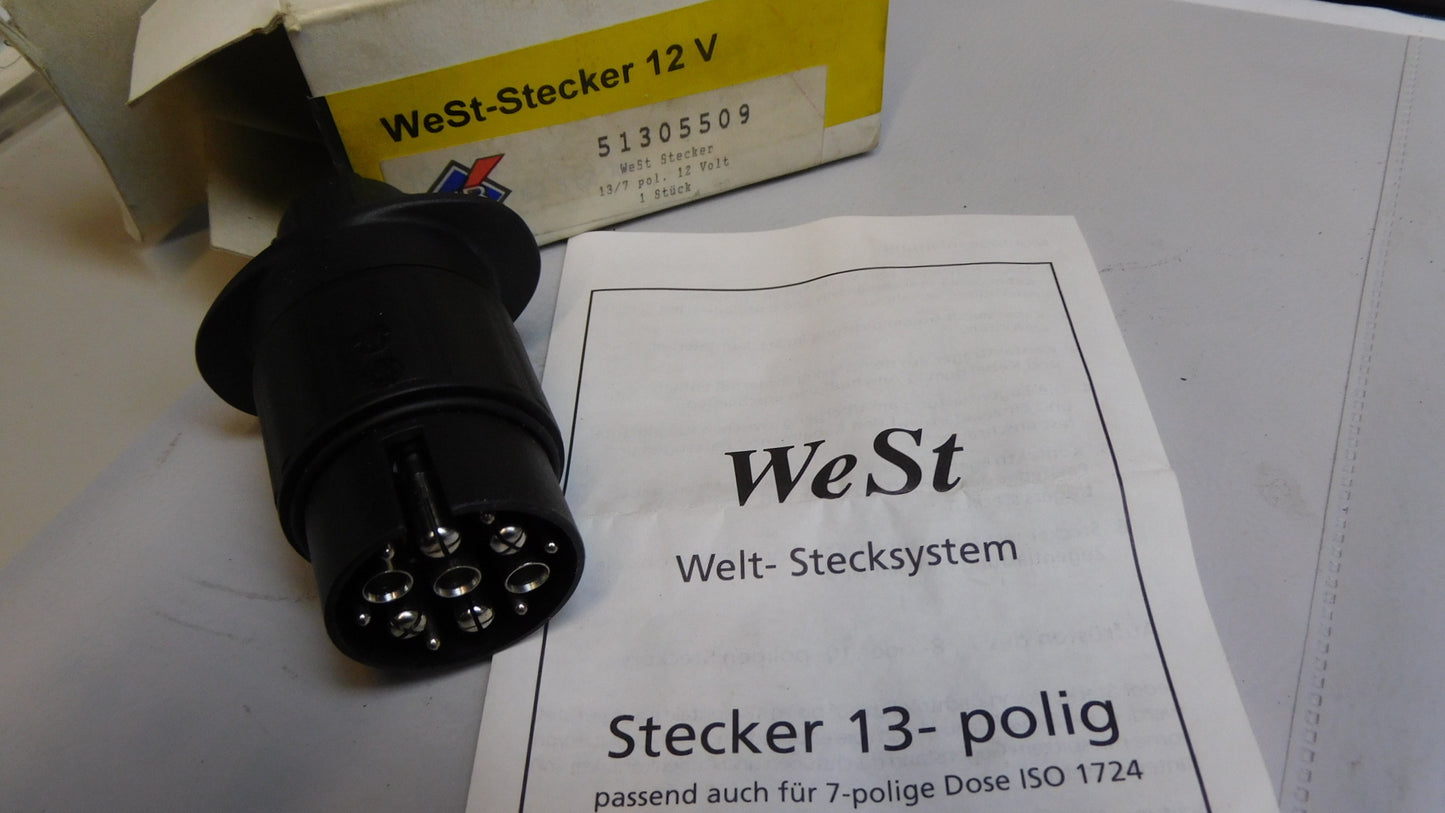 WeSt-Stecker 12 V
51305509
WeSt Stecker
13/7 pol. 12 Volt
1 Stück
WeSt
Welt- Stecksystem
Stecker 13- polig
passend auch für 7-polige Dose ISO 1724